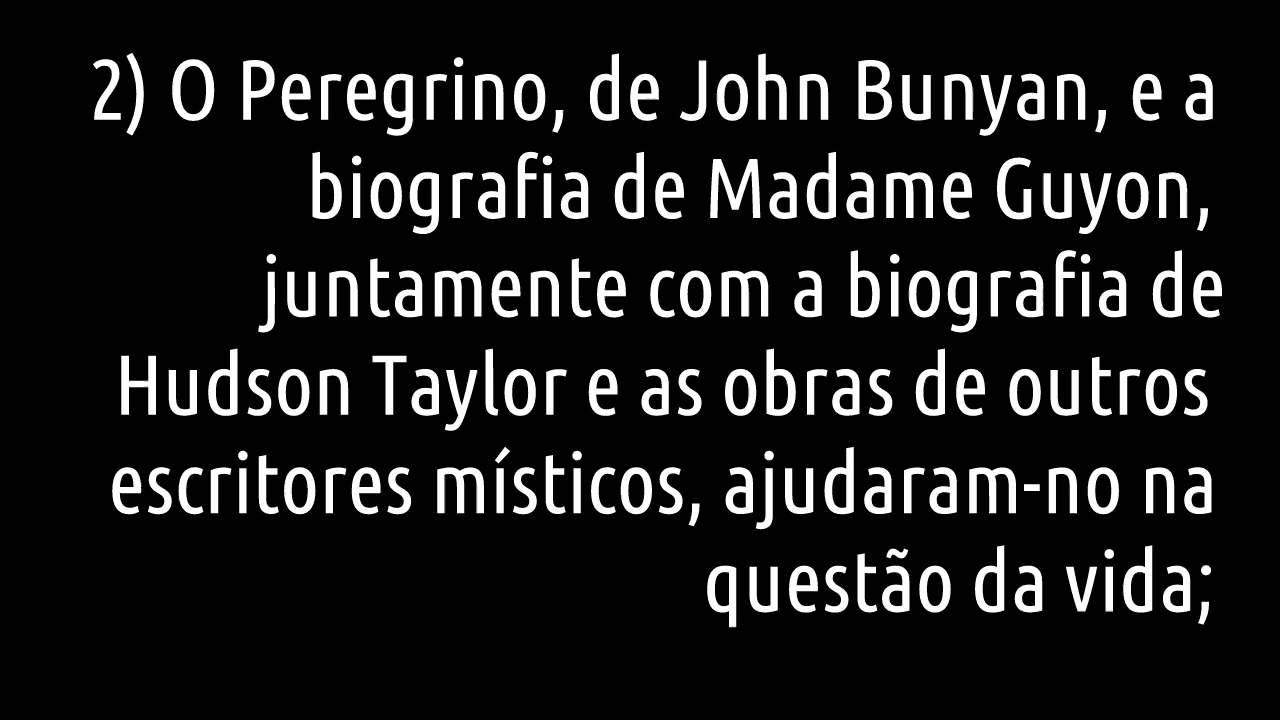 2) O Peregrino, de John Bunyan, e a
biografia de Madame Guyon,
juntamente com a biografia de
Hudson Taylor e as obras de outros
escritores místicos, ajudaram-no na
questão da vida;